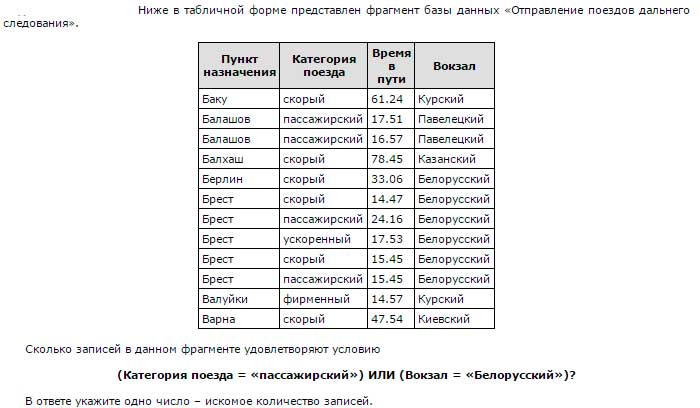 Ниже в табличной форме представлен фрагмент базы данных «Отправление поездов дальнего
следования».
Пункт назначения Категория поезда Время в пути Вокзал
Баку скорый 61.24 Курский
Балашов пассажирский 17.51 Павелецкий
Балашов пассажирский 16.57 Павелецкий
Балхаш скорый 78.45 Казанский
Берлин скорый 33.06 Белорусский
Брест скорый 14.47 Белорусский
Брест пассажирский 24.16 Белорусский
Брест ускоренный 17.53 Белорусский
Брест скорый 15.45 Белорусский
Брест пассажирский 15.45 Белорусский
Валуйки фирменный 14.57 Курский
Варна скорый 47.54 Киевский
Сколько записей в данном фрагменте удовлетворяют условию
(Категория поезда = «пассажирский») ИЛИ (Вокзал = «Белорусский»)?
В ответе укажите одно число – искомое количество записей.